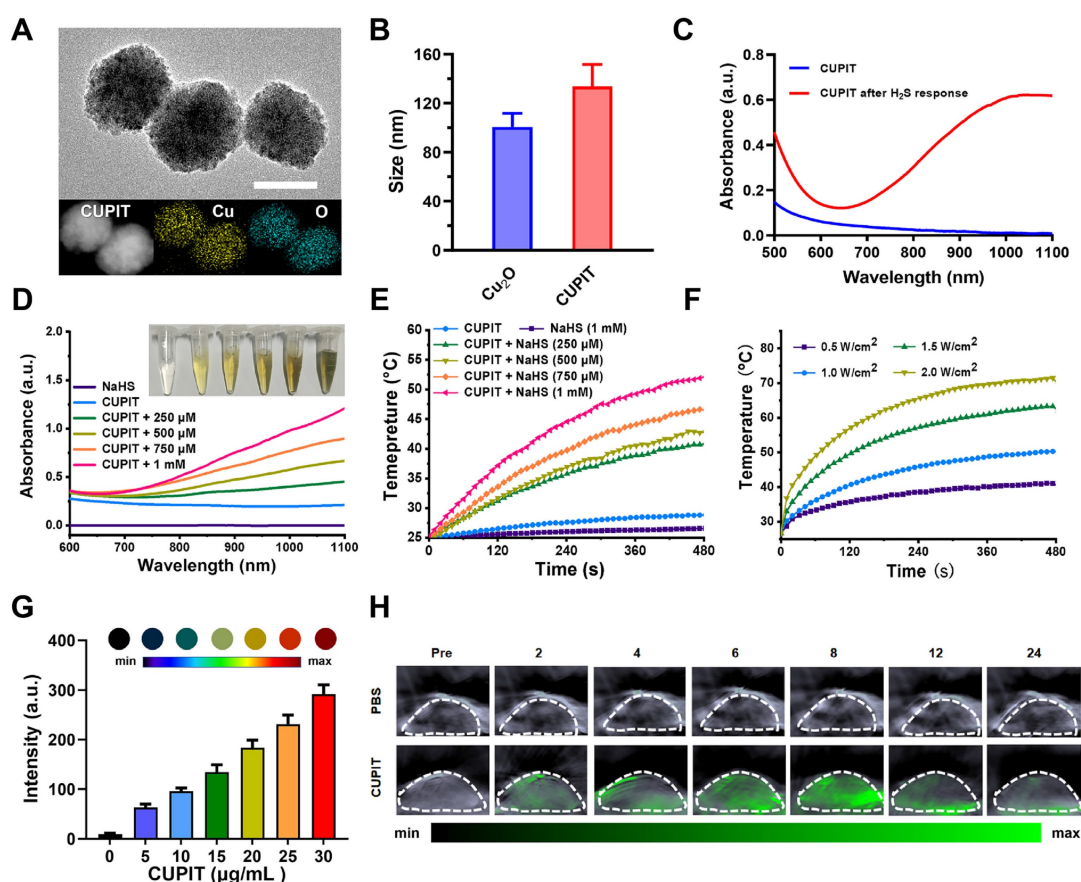 A
CUPIT
Cu
O
B
Size (nm)
160
120
80
40
0
Cu₂O
CUPIT
C
Absorbance (a.u.)
0.8
0.6
0.4
0.2
0.0
CUPIT
CUPIT after H₂S response
500 600 700 800 900 1000 1100
Wavelength (nm)
D
Absorbance (a.u.)
2.0
1.5
1.0
0.5
0.0
NaHS
CUPIT
CUPIT + 250 μM
CUPIT + 500 μM
CUPIT + 750 μM
CUPIT + 1 mM
600 700 800 900 1000 1100
Wavelength (nm)
E
Temepreture (°C)
60
55
50
45
40
35
30
25
CUPIT NaHS (1 mM)
CUPIT + NaHS (250 μM)
CUPIT + NaHS (500 μM)
CUPIT + NaHS (750 μM)
CUPIT + NaHS (1 mM)
0 120 240 360 480
Time (s)
F
Temperature (°C)
80
70
60
50
40
30
0.5 W/cm² 1.5 W/cm²
1.0 W/cm² 2.0 W/cm²
0 120 240 360 480
Time (s)
G
Intensity (a.u.)
400
300
200
100
0
min max
0 5 10 15 20 25 30
CUPIT (μg/mL )
H
Pre 2 4 6 8 12 24
PBS
CUPIT
min max